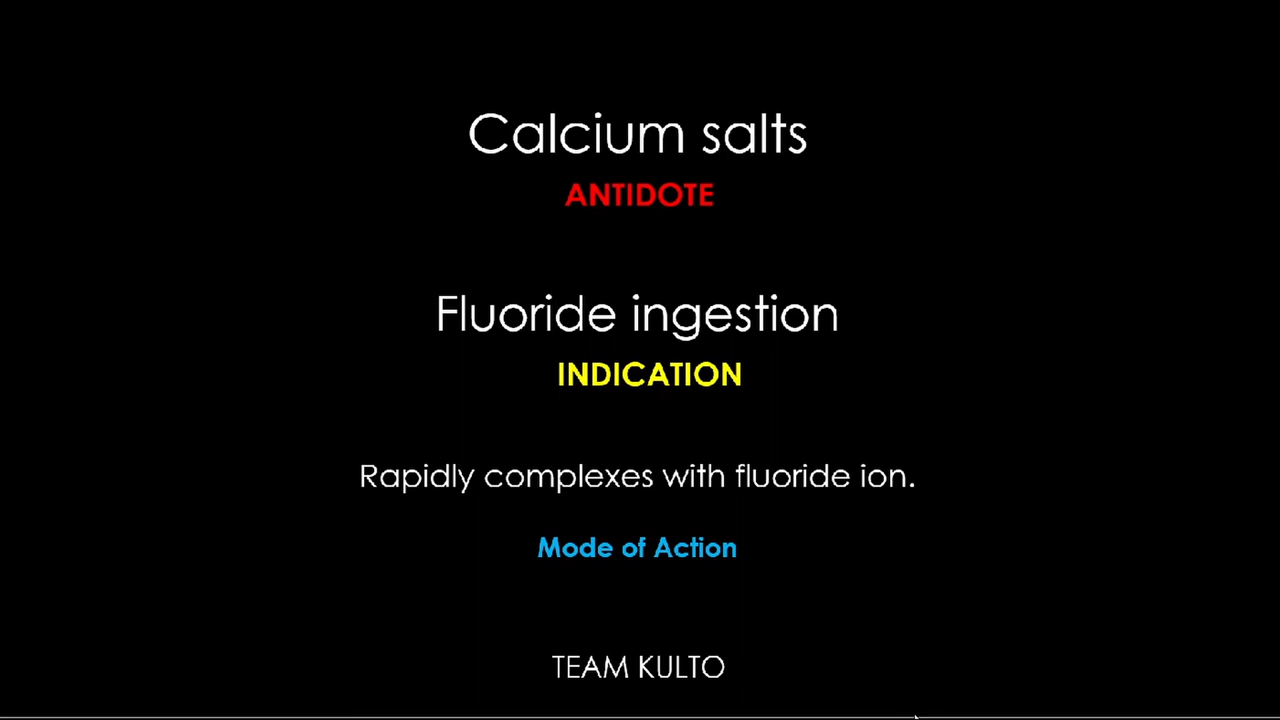 Calcium salts
ANTIDOTE
Fluoride ingestion
INDICATION
Rapidly complexes with fluoride ion.
Mode of Action
TEAM KULTO